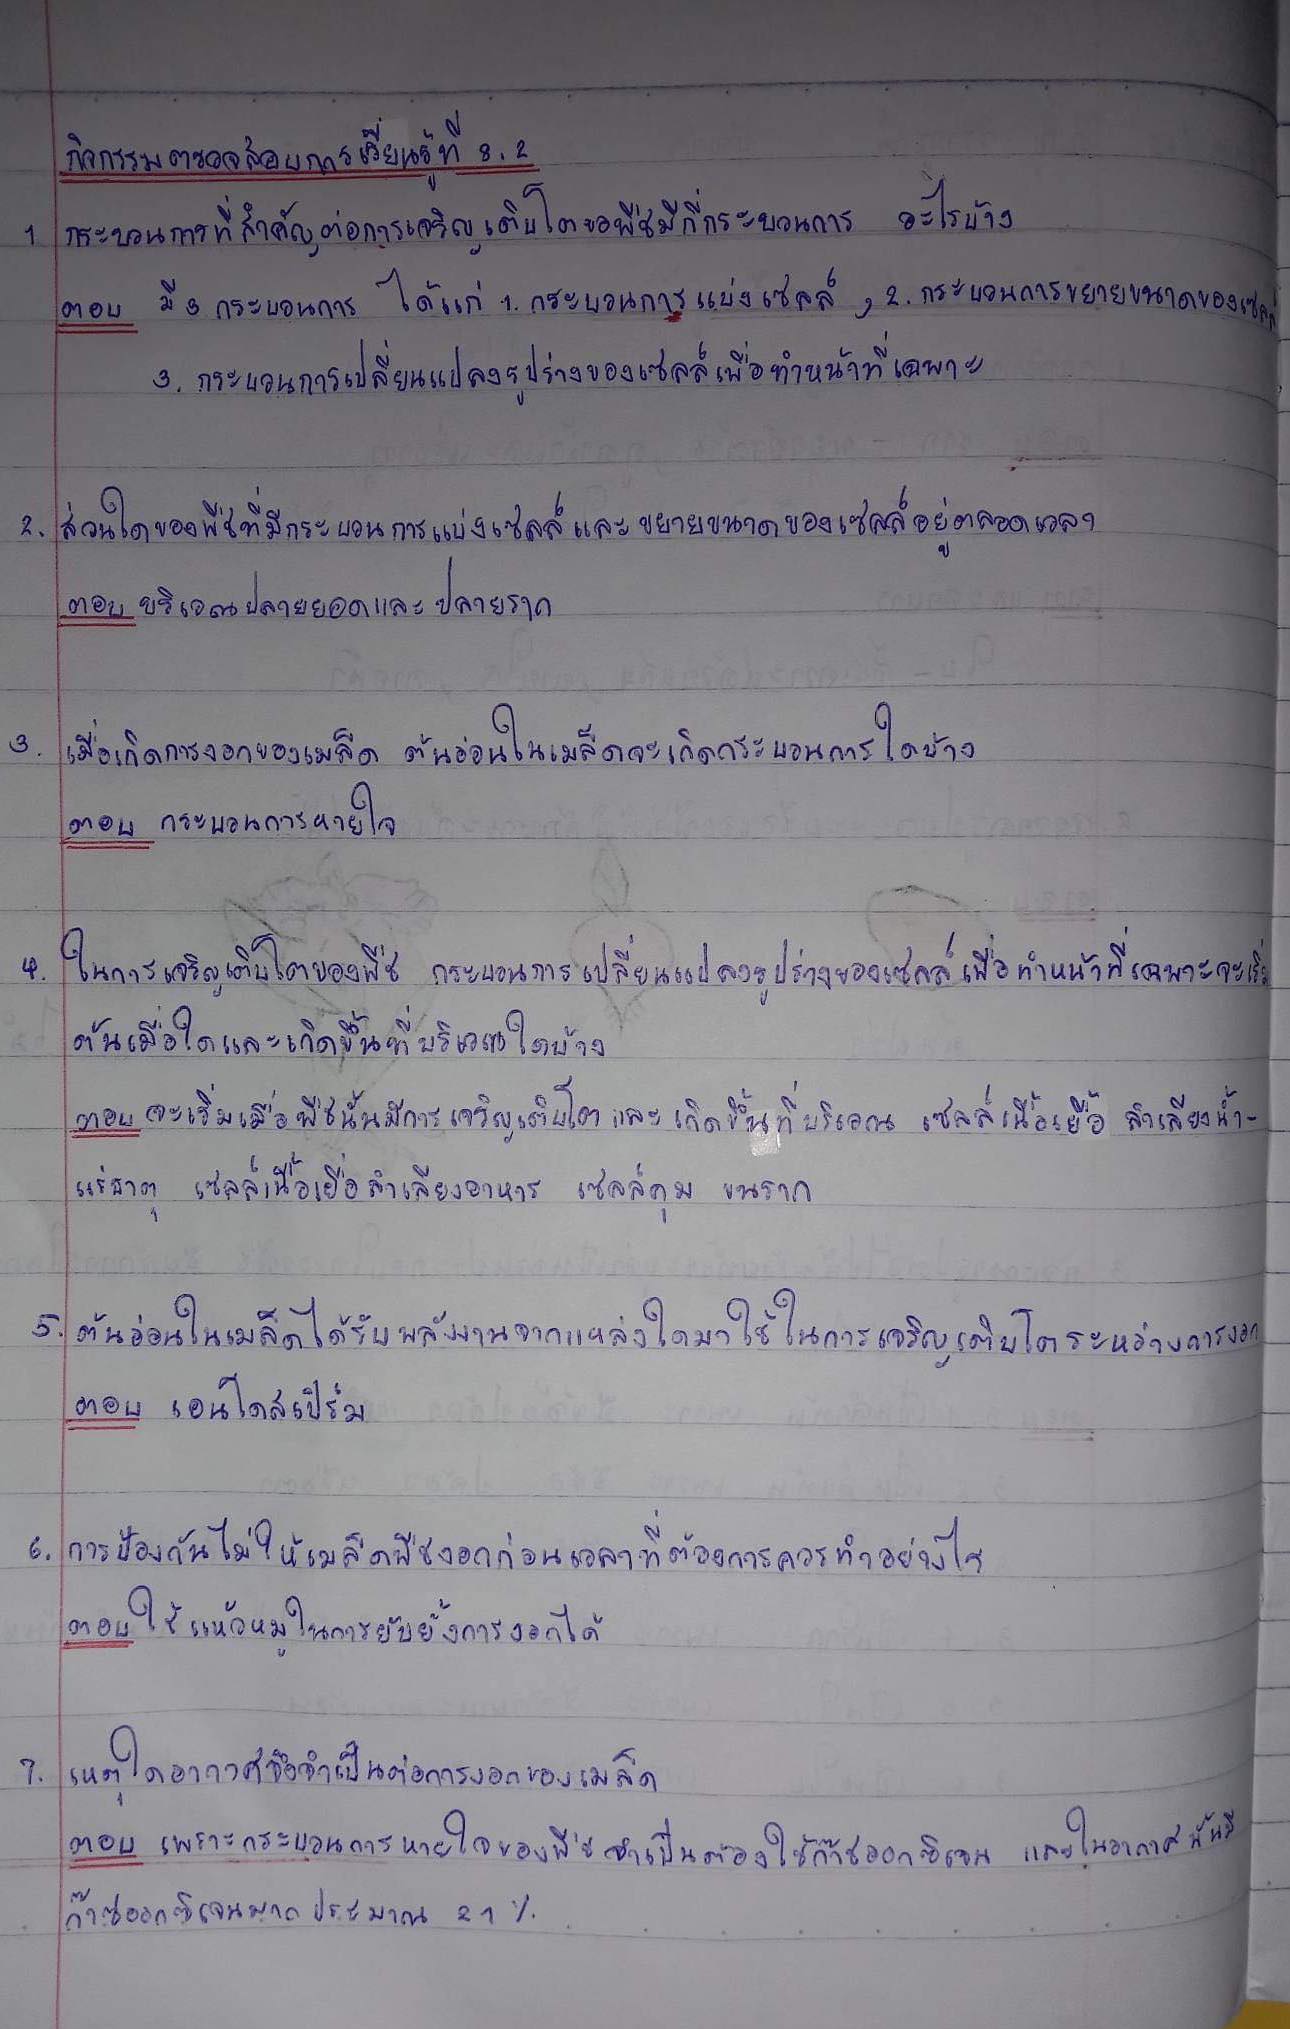 กิจกรรมตรวจสอบการเรียนรู้ที่ 8.2
1 กระบวนการที่สำคัญต่อการเจริญเติบโตของพืชมีกี่กระบวนการ อะไรบ้าง
ตอบ มี 3 กระบวนการ ได้แก่ 1. กระบวนการแบ่งเซลล์ , 2. กระบวนการขยายขนาดของเซลล์
3. กระบวนการเปลี่ยนแปลงรูปร่างของเซลล์เพื่อทำหน้าที่เฉพาะ
2. ส่วนใดของพืชที่มีกระบวนการแบ่งเซลล์และขยายขนาดของเซลล์อยู่ตลอดเวลา
ตอบ บริเวณปลายยอดและปลายราก
3. เมื่อเกิดการงอกของเมล็ด ต้นอ่อนในเมล็ดจะเกิดกระบวนการใดบ้าง
ตอบ กระบวนการหายใจ
4. ในการเจริญเติบโตของพืช กระบวนการเปลี่ยนแปลงรูปร่างของเซลล์เพื่อทำหน้าที่เฉพาะจะเริ่ม
ต้นเมื่อใดและเกิดขึ้นที่บริเวณใดบ้าง
ตอบ จะเริ่มเมื่อพืชนั้นมีการเจริญเติบโต และเกิดขึ้นที่บริเวณ เซลล์เนื้อเยื่อ ลำเลียงน้ำ-
แร่ธาตุ เซลล์เนื้อเยื่อลำเลียงอาหาร เซลล์คุม ขนราก
5. ต้นอ่อนในเมล็ดได้รับพลังงานจากแหล่งใดมาใช้ในการเจริญเติบโตระหว่างการงอก
ตอบ เอนโดสเปิร์ม
6. การป้องกันไม่ให้เมล็ดพืชงอกก่อนเวลาที่ต้องการควรทำอย่างไร
ตอบ ใช้แห้วหมูในการยับยั้งการงอกได้
7. เหตุใดอากาศจึงจำเป็นต่อการงอกของเมล็ด
ตอบ เพราะกระบวนการหายใจของพืชจำเป็นต้องใช้ก๊าซออกซิเจน และในอากาศนั้นมี
ก๊าซออกซิเจนมากประมาณ 21 %.